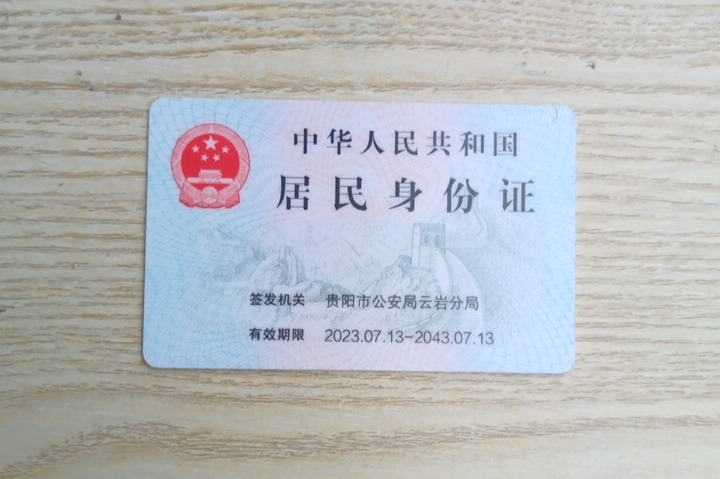 中华人民共和国
居民身份证
签发机关 贵阳市公安局云岩分局
有效期限 2023.07.13-2043.07.13